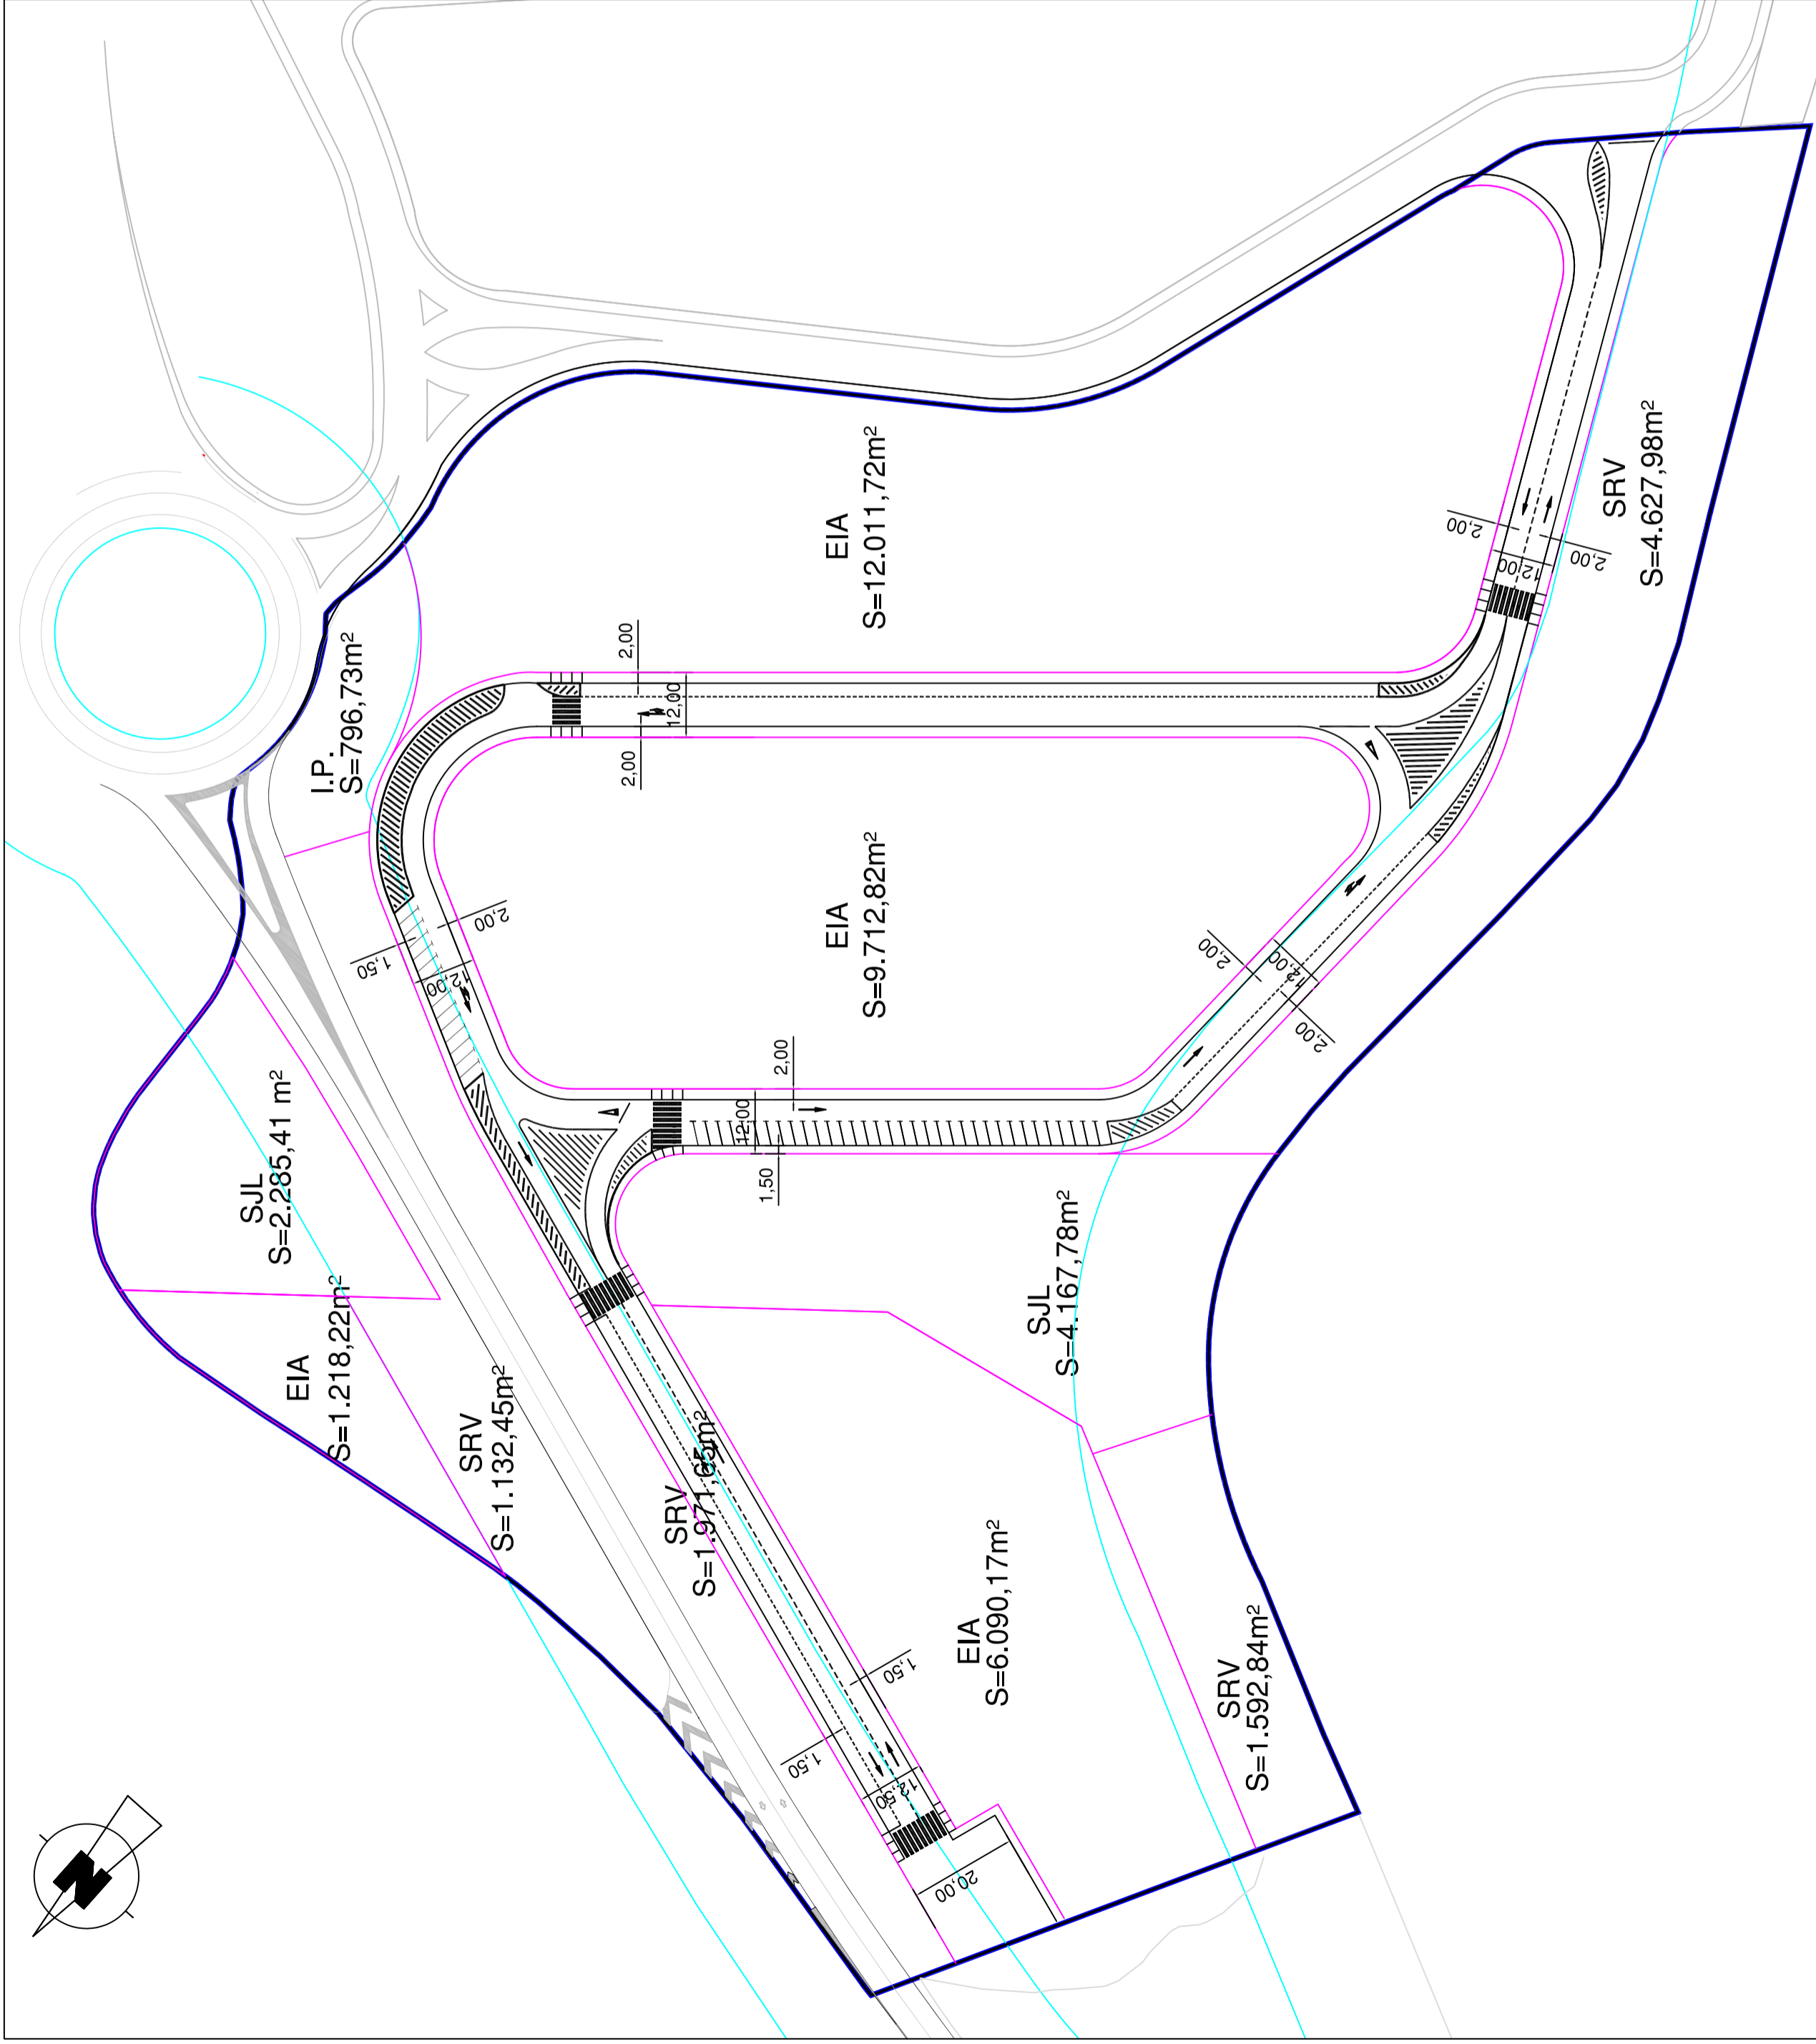 EIA
S=12.011,72m²
SRV
S=4.627,98m²
I.P.
S=796,73m²
EIA
S=9.712,82m²
SJL
S=2.285,41 m²
EIA
S=1.218,22m²
SRV
S=1.132,45m²
SRV
S=1.971,65m²
SJL
S=4.167,78m²
EIA
S=6.090,17m²
SRV
S=1.592,84m²
2,00
12,00
2,00
2,00
12,00
2,00
1,50
12,00
2,00
2,00
12,00
2,00
2,00
12,00
1,50
1,50
1,50
12,50
20,00
N